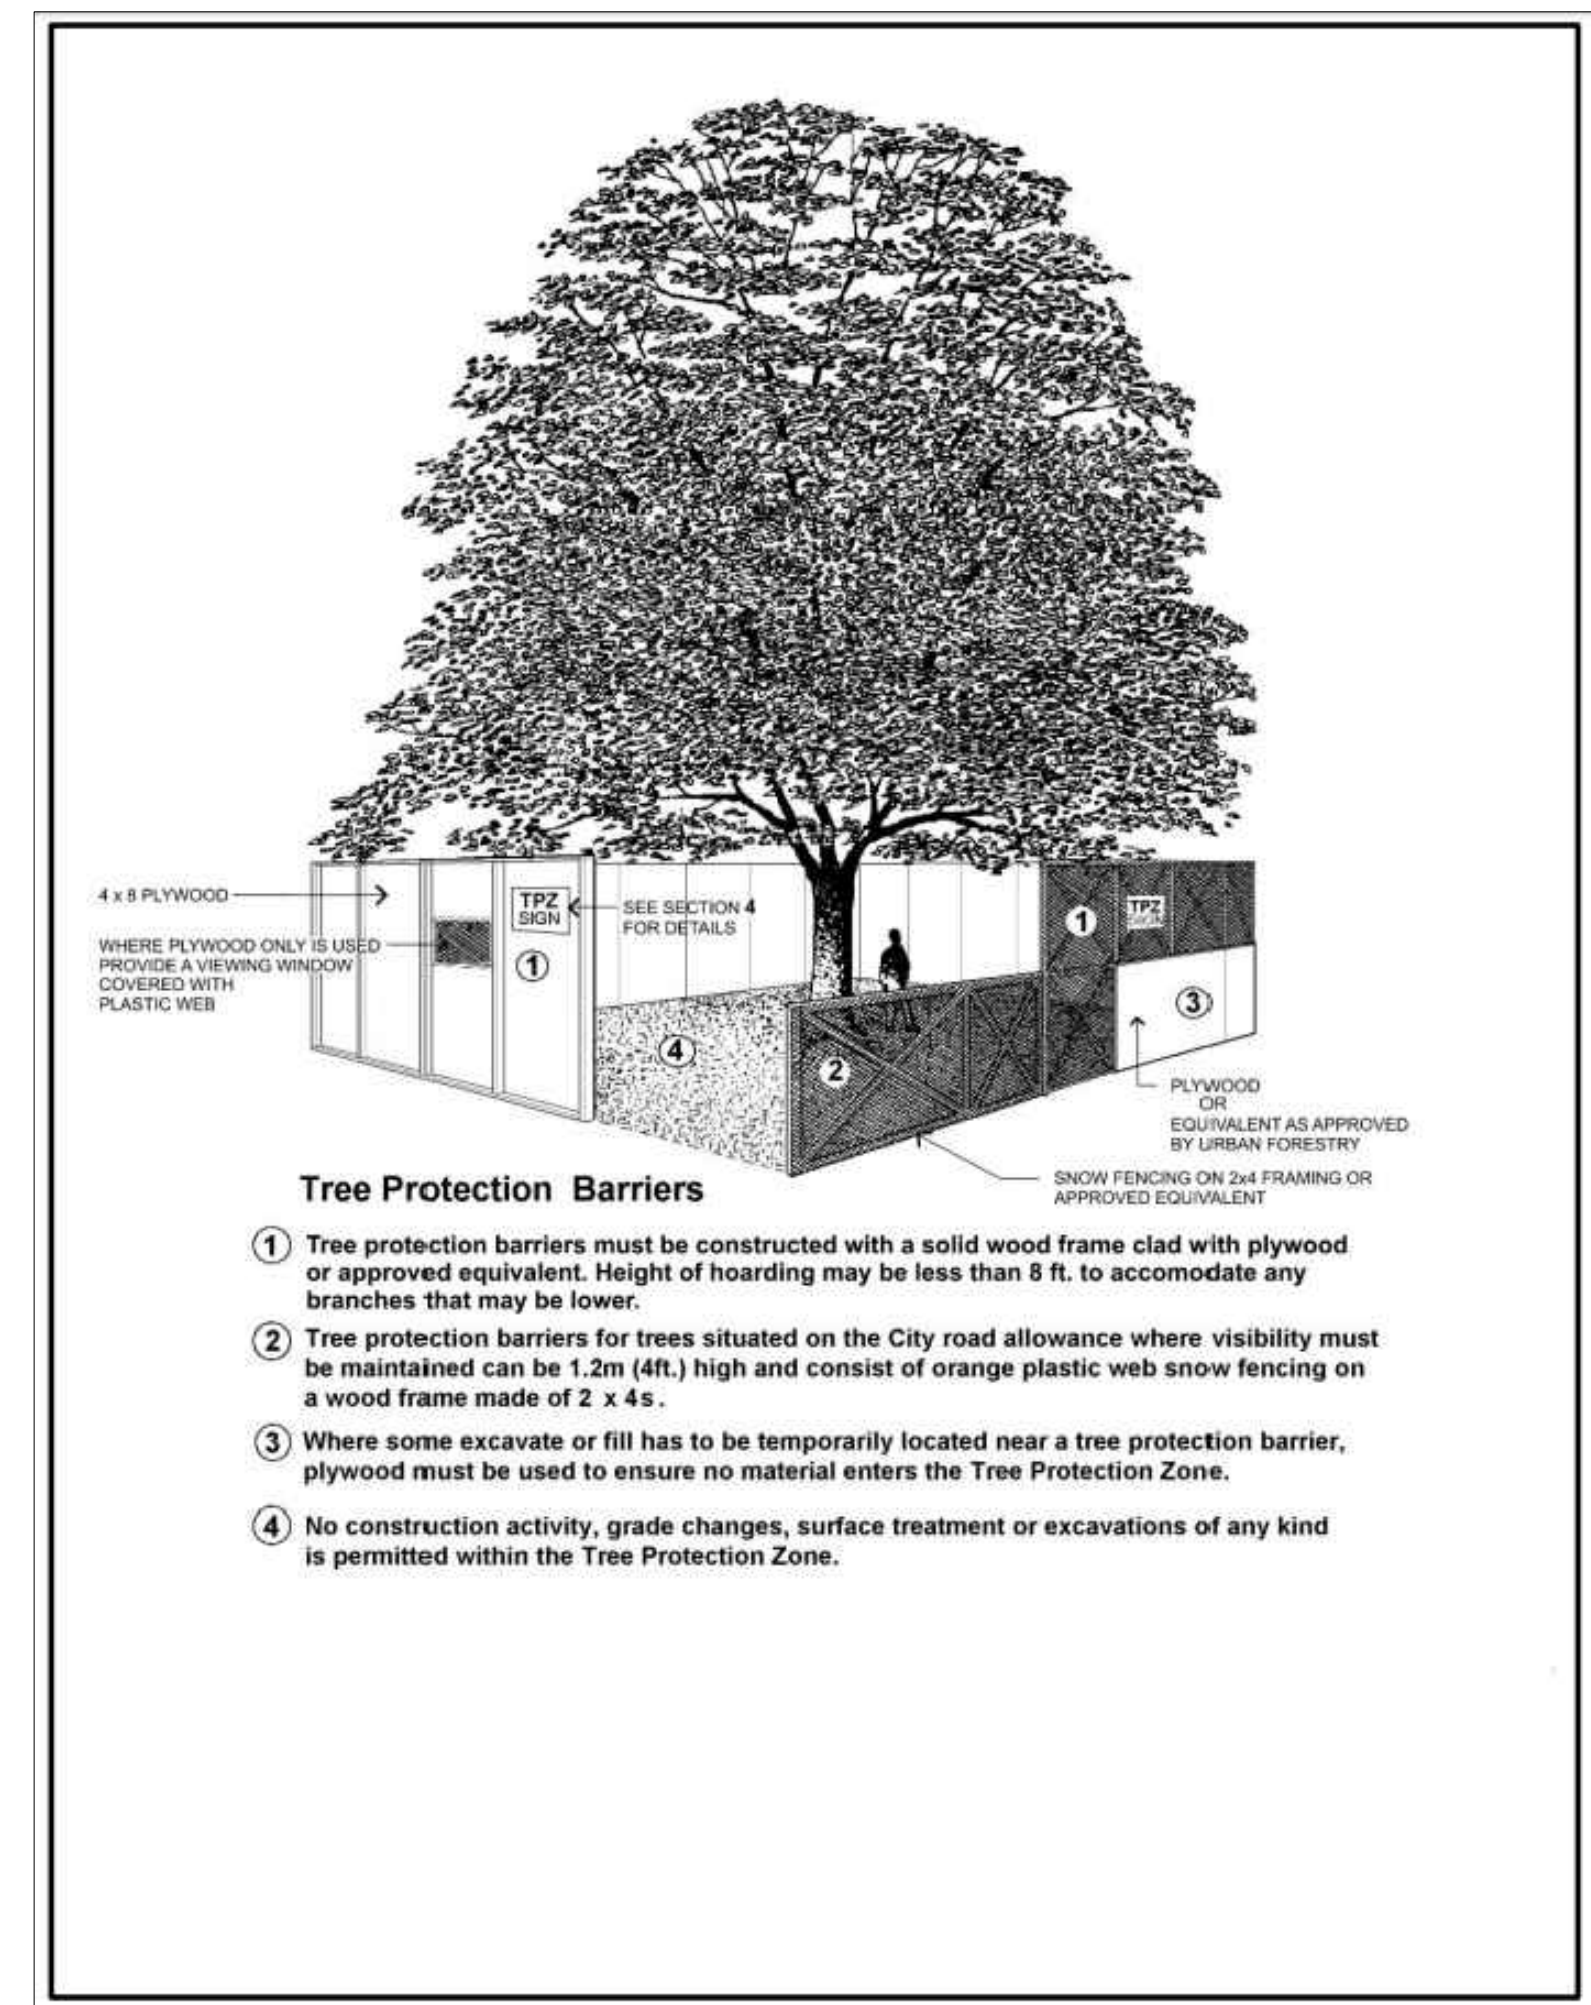 4 x 8 PLYWOOD
WHERE PLYWOOD ONLY IS USED
PROVIDE A VIEWING WINDOW
COVERED WITH
PLASTIC WEB
TPZ
SIGN
SEE SECTION 4
FOR DETAILS
1
4
2
1
TPZ
SIGN
3
PLYWOOD
OR
EQUIVALENT AS APPROVED
BY URBAN FORESTRY
SNOW FENCING ON 2x4 FRAMING OR
APPROVED EQUIVALENT
Tree Protection Barriers
1 Tree protection barriers must be constructed with a solid wood frame clad with plywood
or approved equivalent. Height of hoarding may be less than 8 ft. to accomodate any
branches that may be lower.
2 Tree protection barriers for trees situated on the City road allowance where visibility must
be maintained can be 1.2m (4ft.) high and consist of orange plastic web snow fencing on
a wood frame made of 2 x 4s.
3 Where some excavate or fill has to be temporarily located near a tree protection barrier,
plywood must be used to ensure no material enters the Tree Protection Zone.
4 No construction activity, grade changes, surface treatment or excavations of any kind
is permitted within the Tree Protection Zone.